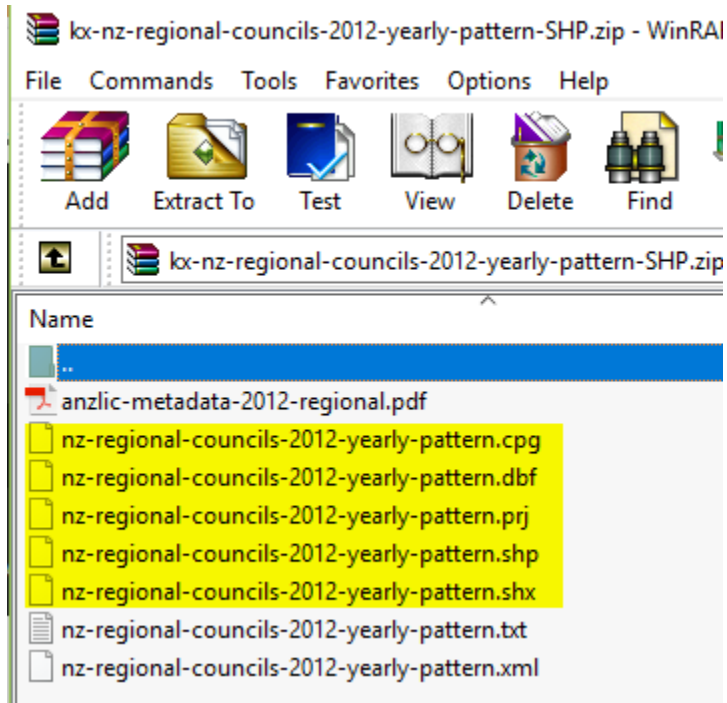 kx-nz-regional-councils-2012-yearly-pattern-SHP.zip - WinRAI
File Commands Tools Favorites Options Help
Add Extract To Test View Delete Find
kx-nz-regional-councils-2012-yearly-pattern-SHP.zip
Name
..
anzlic-metadata-2012-regional.pdf
nz-regional-councils-2012-yearly-pattern.cpg
nz-regional-councils-2012-yearly-pattern.dbf
nz-regional-councils-2012-yearly-pattern.prj
nz-regional-councils-2012-yearly-pattern.shp
nz-regional-councils-2012-yearly-pattern.shx
nz-regional-councils-2012-yearly-pattern.txt
nz-regional-councils-2012-yearly-pattern.xml